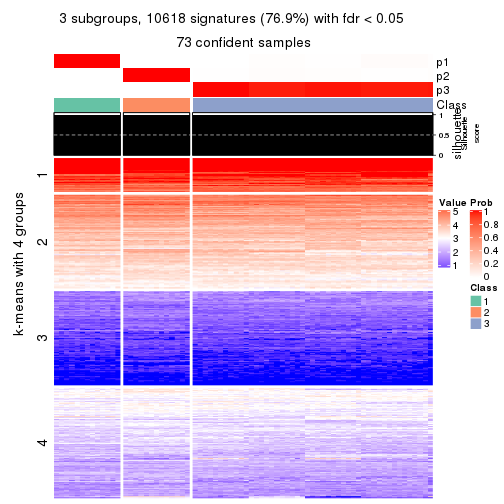 3 subgroups, 10618 signatures (76.9%) with fdr < 0.05
73 confident samples
p1
p2
p3
Class
silhouette
Silhouette
score
1
0.5
0
k-means with 4 groups
1
2
3
4
Value
5
4
3
2
1
Prob
1
0.8
0.6
0.4
0.2
0
Class
1
2
3